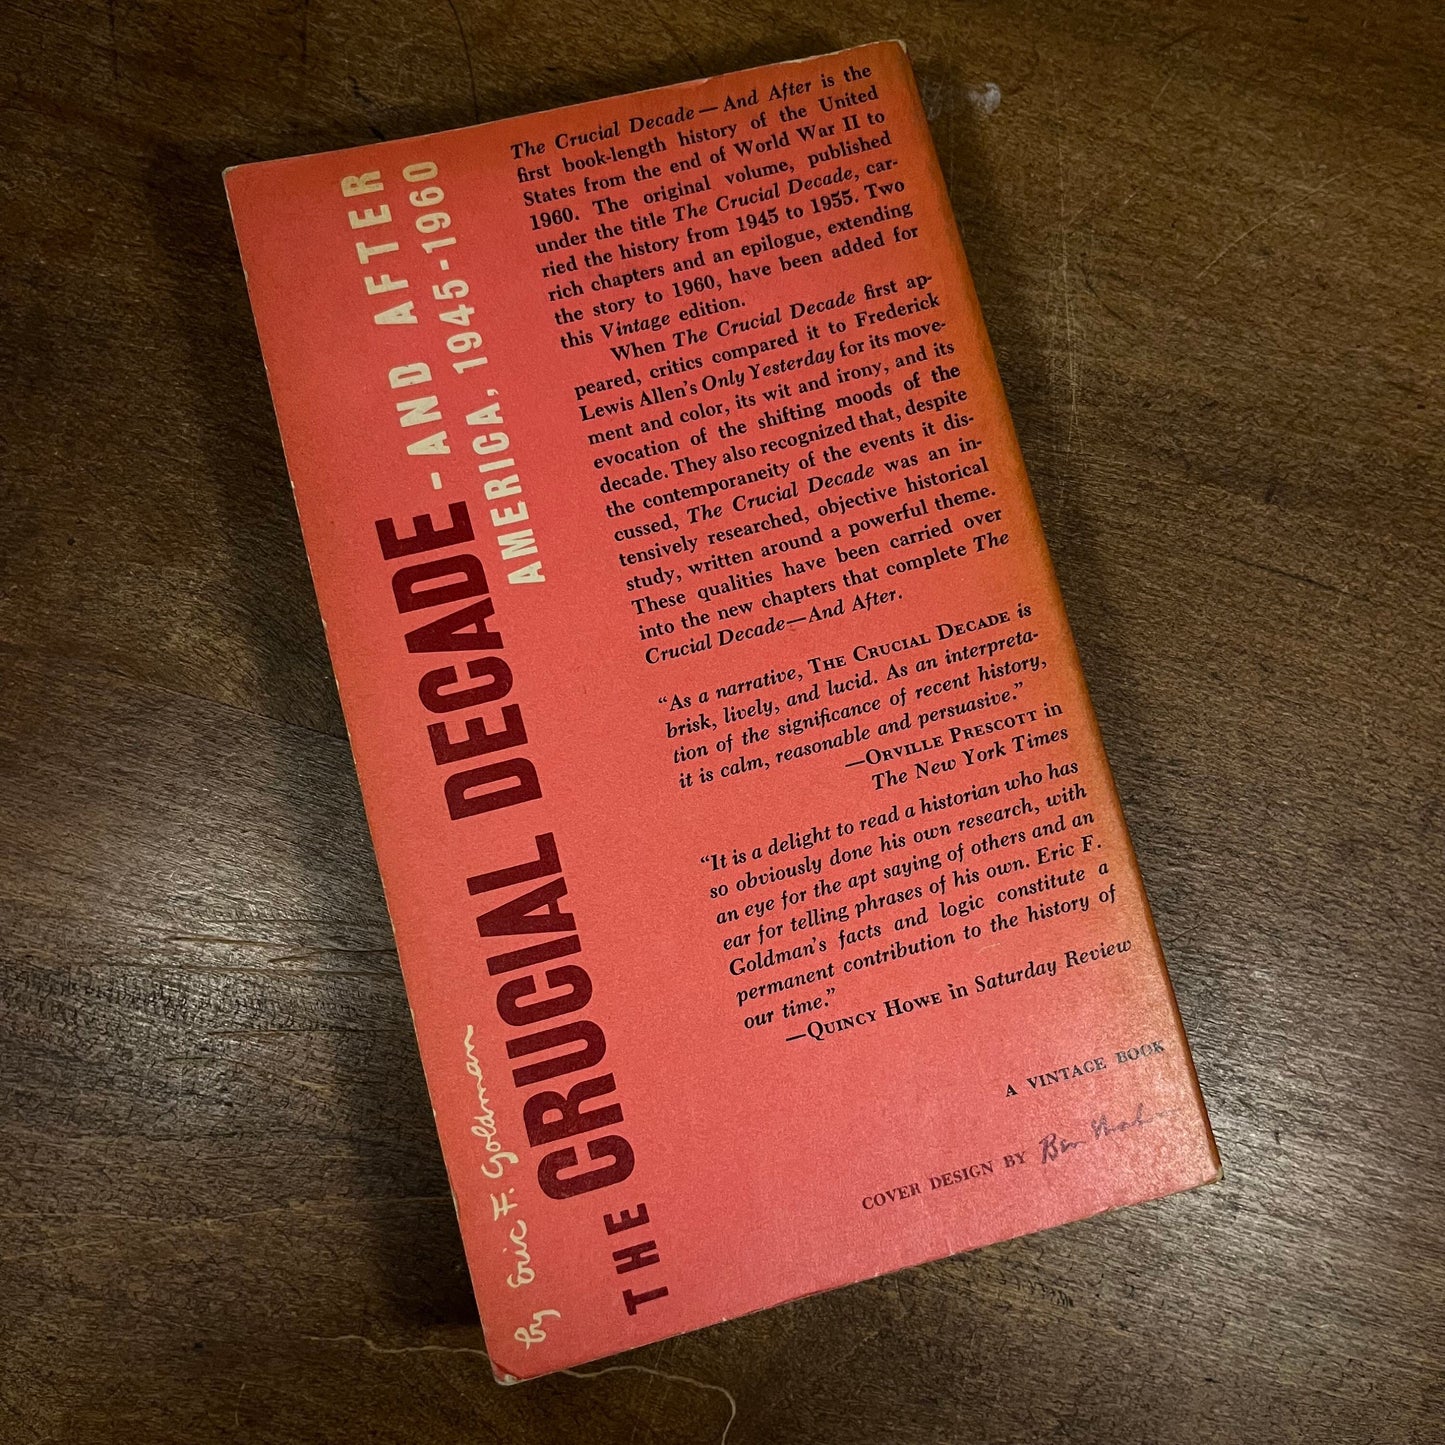 by Eric F. Goldman
THE CRUCIAL DECADE - AND AFTER
AMERICA, 1945-1960
The Crucial Decade — And After is the
first book-length history of the United
States from the end of World War II to
1960. The original volume, published
under the title The Crucial Decade, car-
ried the history from 1945 to 1955. Two
rich chapters and an epilogue, extending
the story to 1960, have been added for
this Vintage edition.
When The Crucial Decade first ap-
peared, critics compared it to Frederick
Lewis Allen's Only Yesterday for its move-
ment and color, its wit and irony, and its
evocation of the shifting moods of the
decade. They also recognized that, despite
the contemporaneity of the events it dis-
cussed, The Crucial Decade was an in-
tensively researched, objective historical
study, written around a powerful theme.
These qualities have been carried over
into the new chapters that complete The
Crucial Decade—And After.
"As a narrative, THE CRUCIAL DECADE is
brisk, lively, and lucid. As an interpreta-
tion of the significance of recent history,
it is calm, reasonable and persuasive."
—ORVILLE PRESCOTT in
The New York Times
"It is a delight to read a historian who has
so obviously done his own research, with
an eye for the apt saying of others and an
ear for telling phrases of his own. Eric F.
Goldman's facts and logic constitute a
permanent contribution to the history of
our time."
—QUINCY HOWE in Saturday Review
A VINTAGE BOOK
COVER DESIGN BY Ben